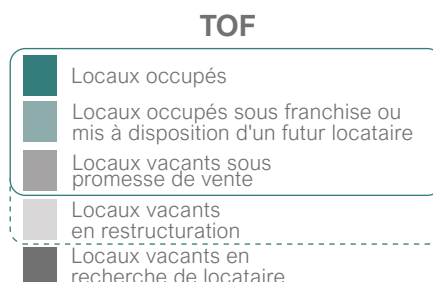 TOF
Locaux occupés
Locaux occupés sous franchise ou
mis à disposition d'un futur locataire
Locaux vacants sous
promesse de vente
Locaux vacants
en restructuration
Locaux vacants en
recherche de locataire